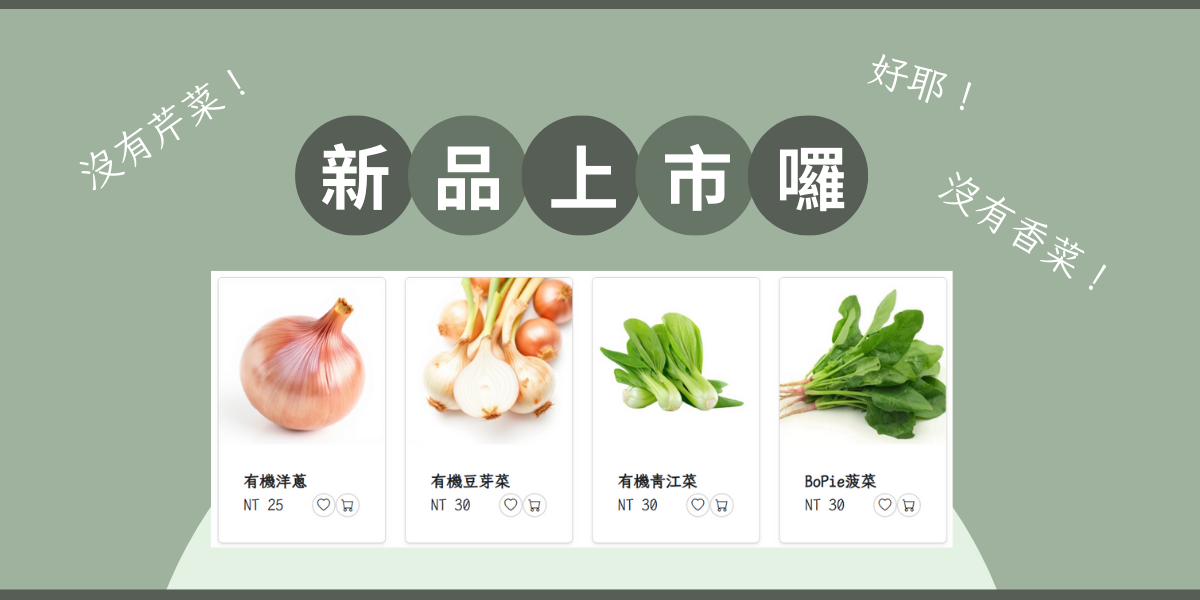 沒有芹菜！
好耶！
新品上市囉
沒有香菜！
有機洋蔥
NT 25
有機豆芽菜
NT 30
有機青江菜
NT 30
BoPie菠菜
NT 30